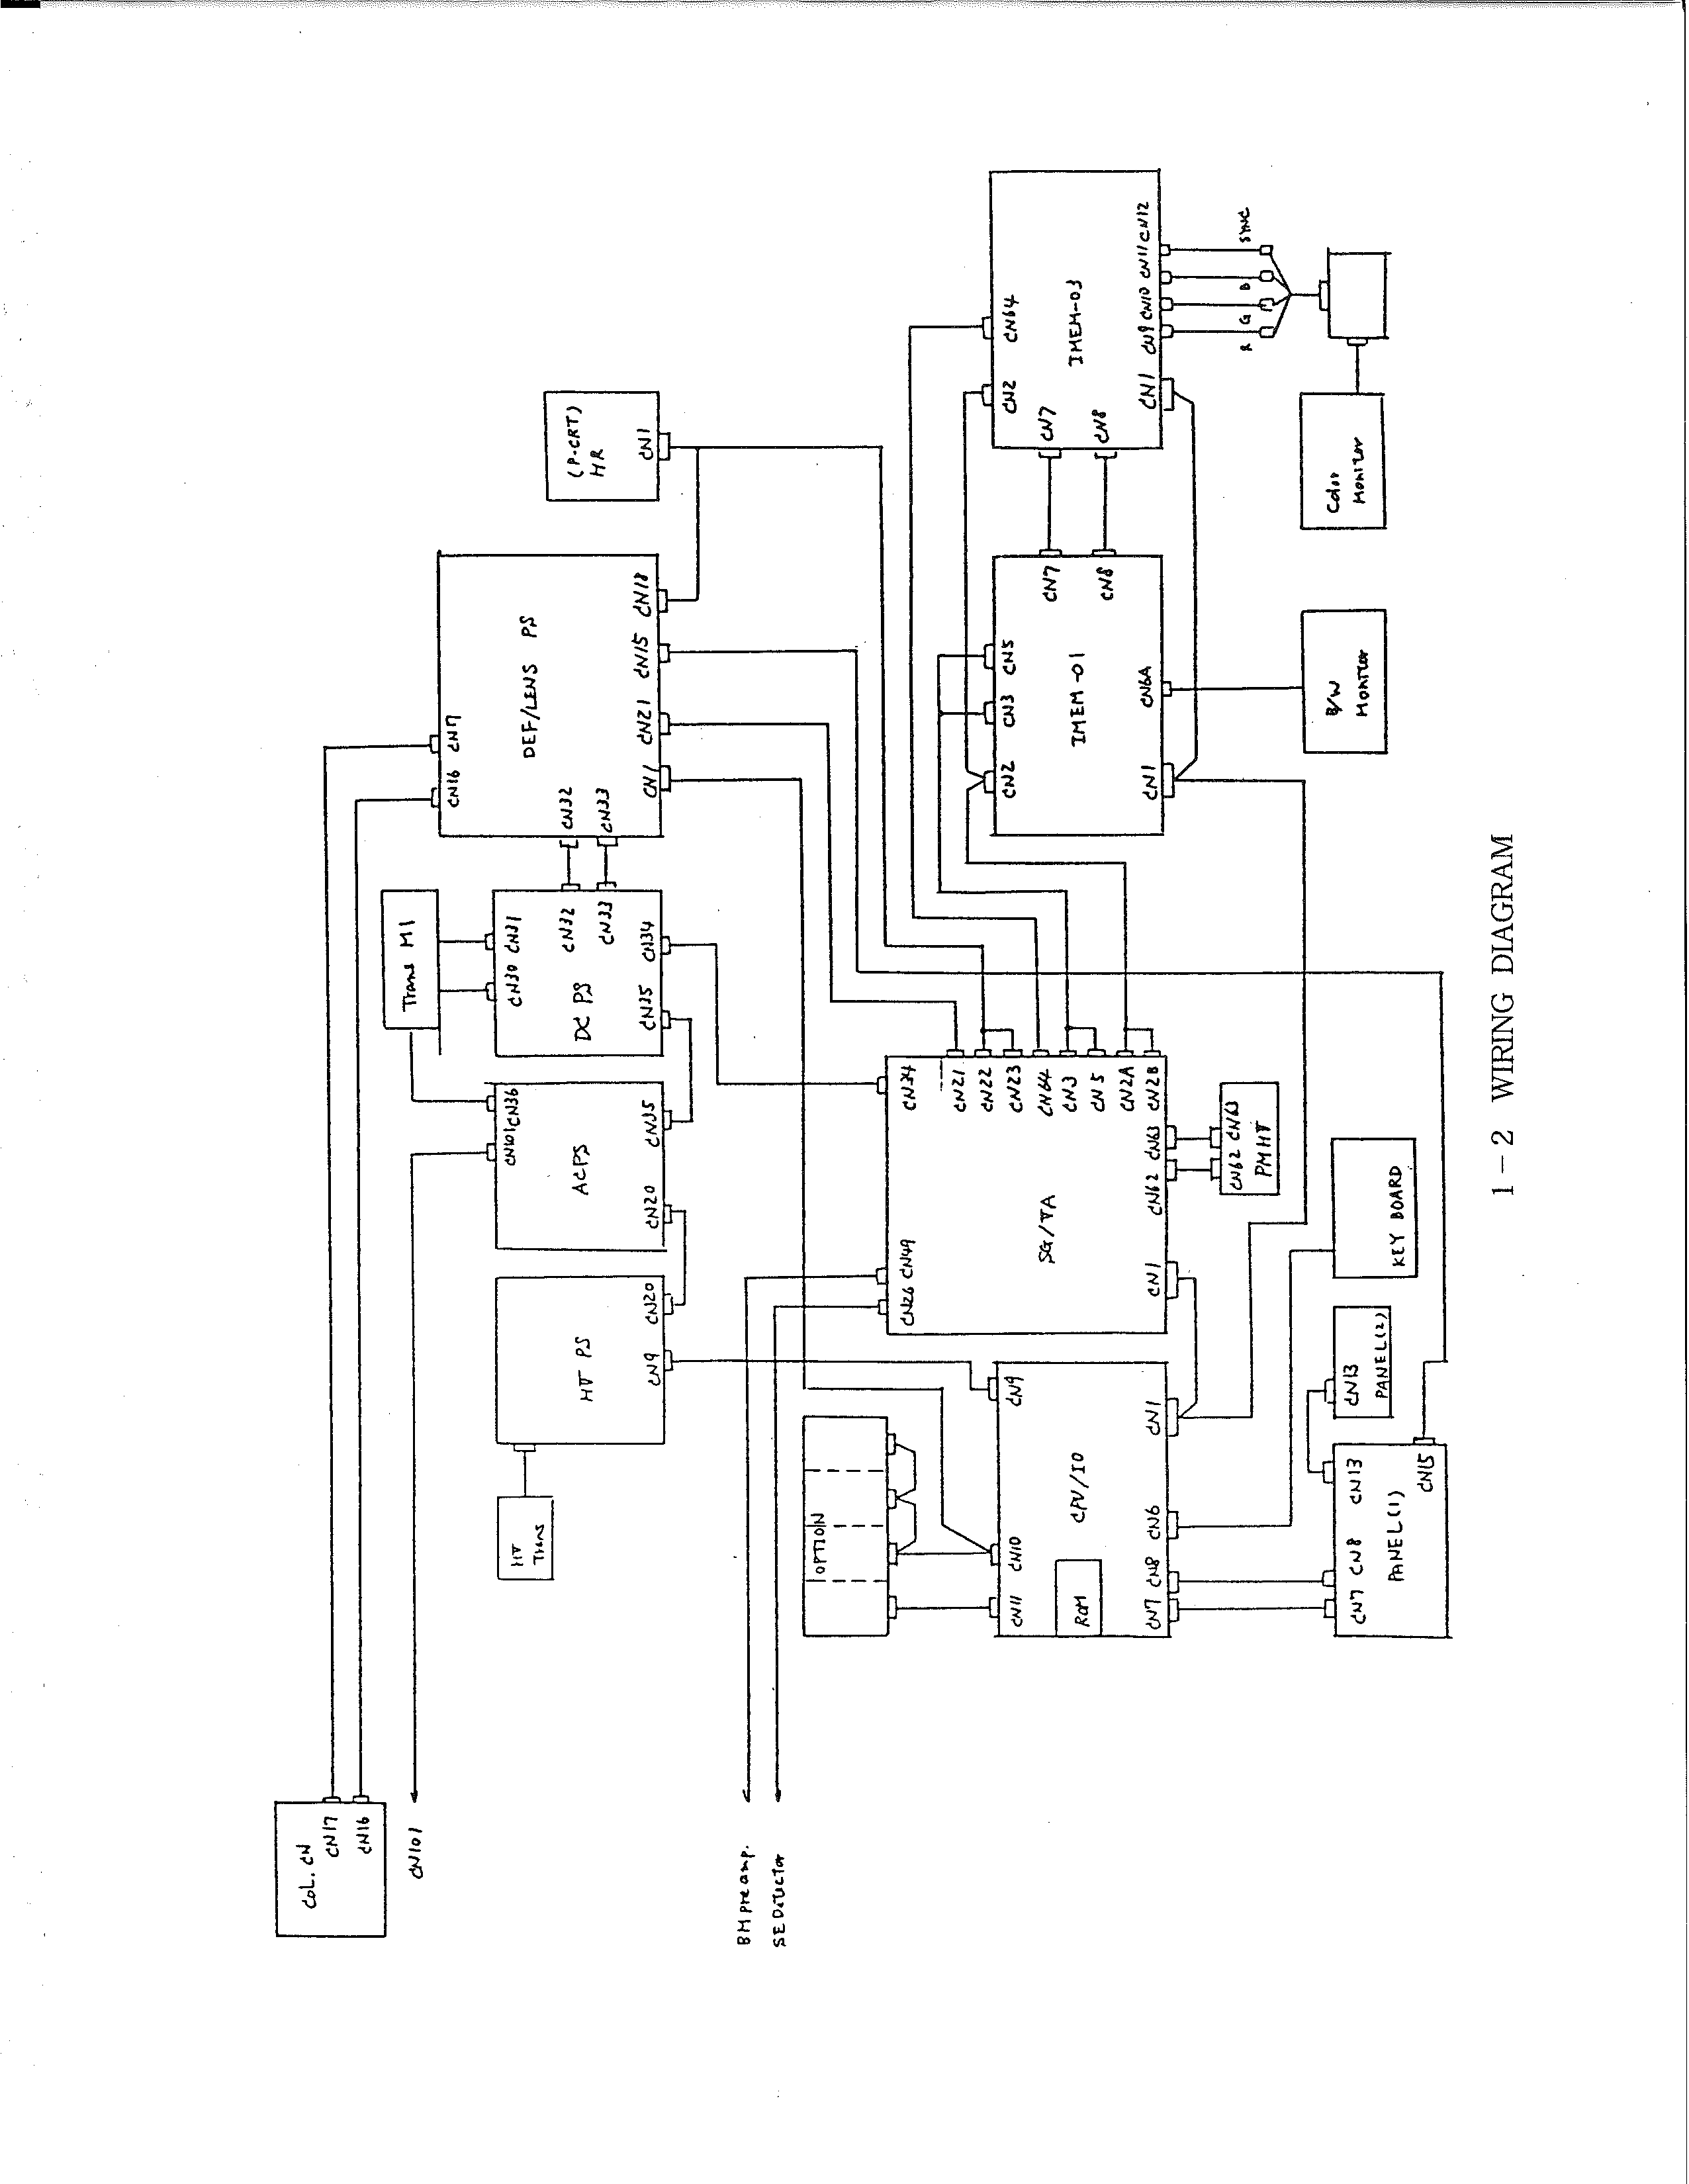 COL. CN
CN17
CN16
CN101
BM preamp.
SE Detector
HV
Trans
HV PS
CN9
CN20
CN101
CN36
ACPS
CN20
CN35
Trans M1
CN30
CN31
DC PS
CN32
CN33
CN35
CN34
CN16
CN17
DEF/LENS PS
CN32
CN33
CN1
CN21
CN15
CN18
(P-CRT)
HR
CN1
OPTION
CN11
CN10
CN9
ROM
CPU/IO
CN7
CN8
CN6
CN1
CN26
CN49
CN34
SG/VA
CN21
CN22
CN23
CN64
CN3
CN5
CN2A
CN2B
CN1
CN62
CN63
CN62
CN63
PMHV
CN2
CN3
CN5
IMEM-01
CN7
CN8
CN1
CN6A
CN2
CN64
CN7
CN8
IMEM-03
CN1
CN9
CN10
CN11
CN12
R
G
B
SYNC
CN7
CN8
CN13
PANEL(1)
CN15
CN13
PANEL(2)
KEY BOARD
B/W
Monitor
Color
Monitor
1-2 WIRING DIAGRAM